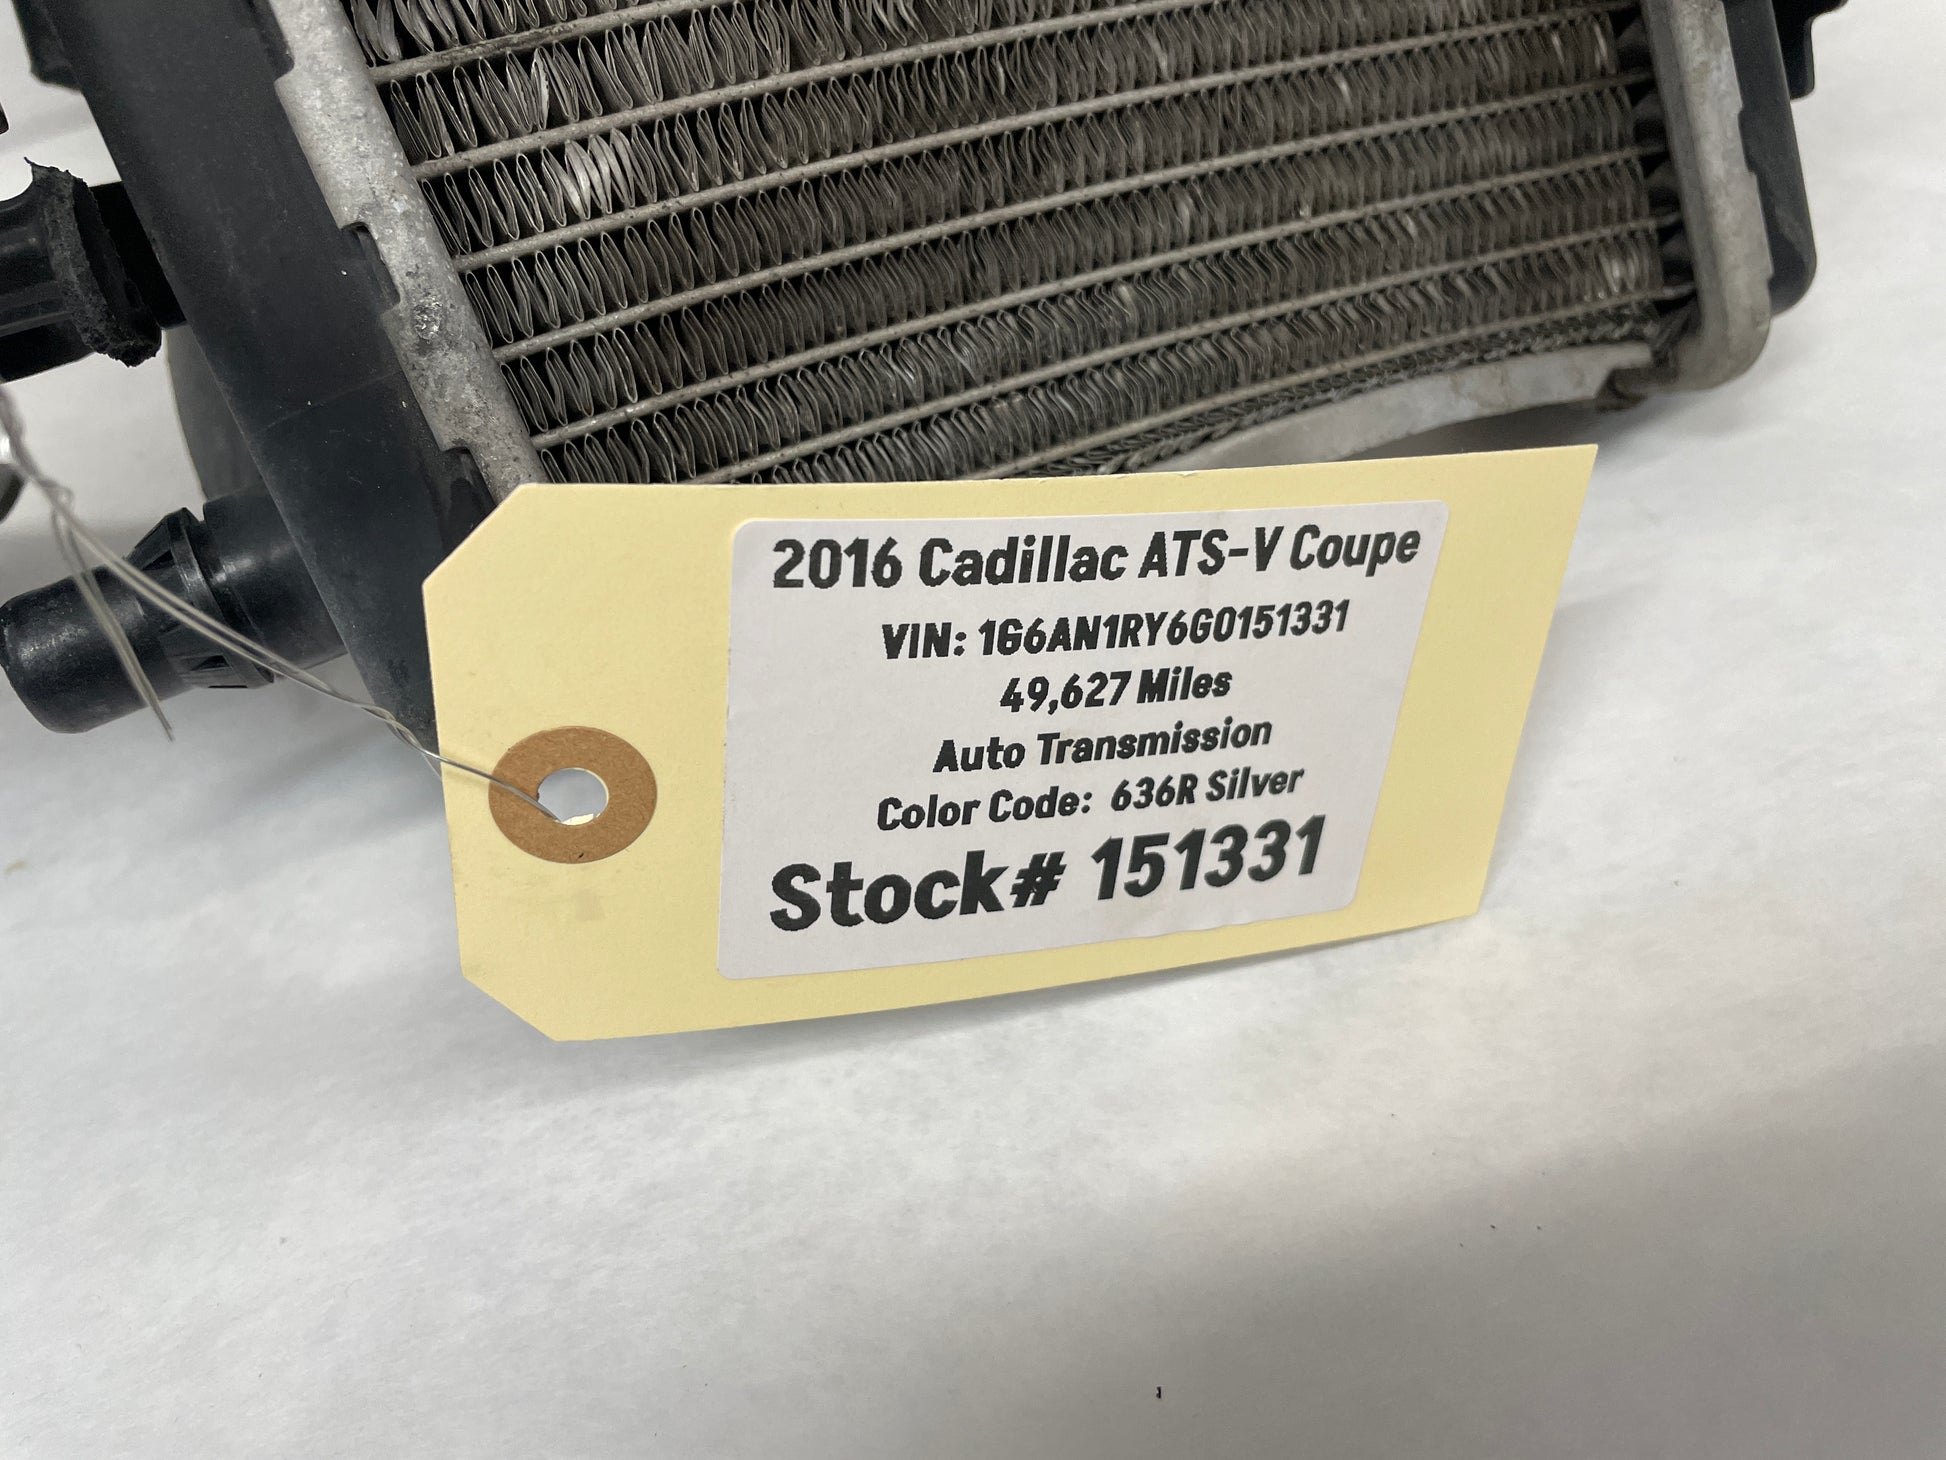 2016 Cadillac ATS-V Coupe
VIN: 1G6AN1RY6G0151331
49,627 Miles
Auto Transmission
Color Code: 636R Silver
Stock# 151331